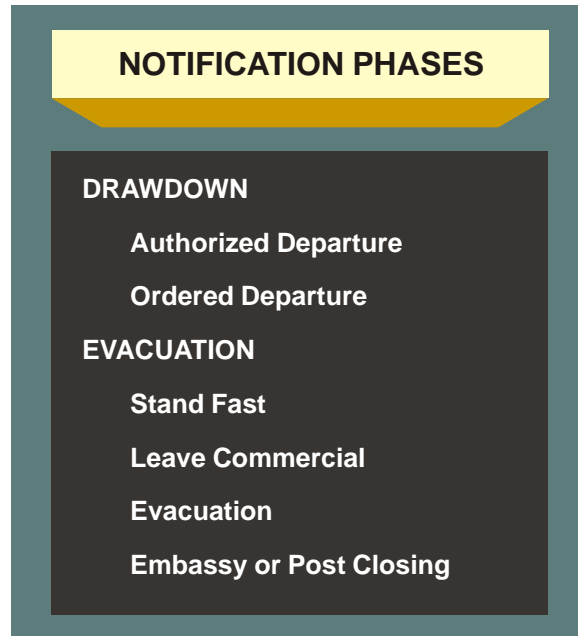 NOTIFICATION PHASES
DRAWDOWN
Authorized Departure
Ordered Departure
EVACUATION
Stand Fast
Leave Commercial
Evacuation
Embassy or Post Closing